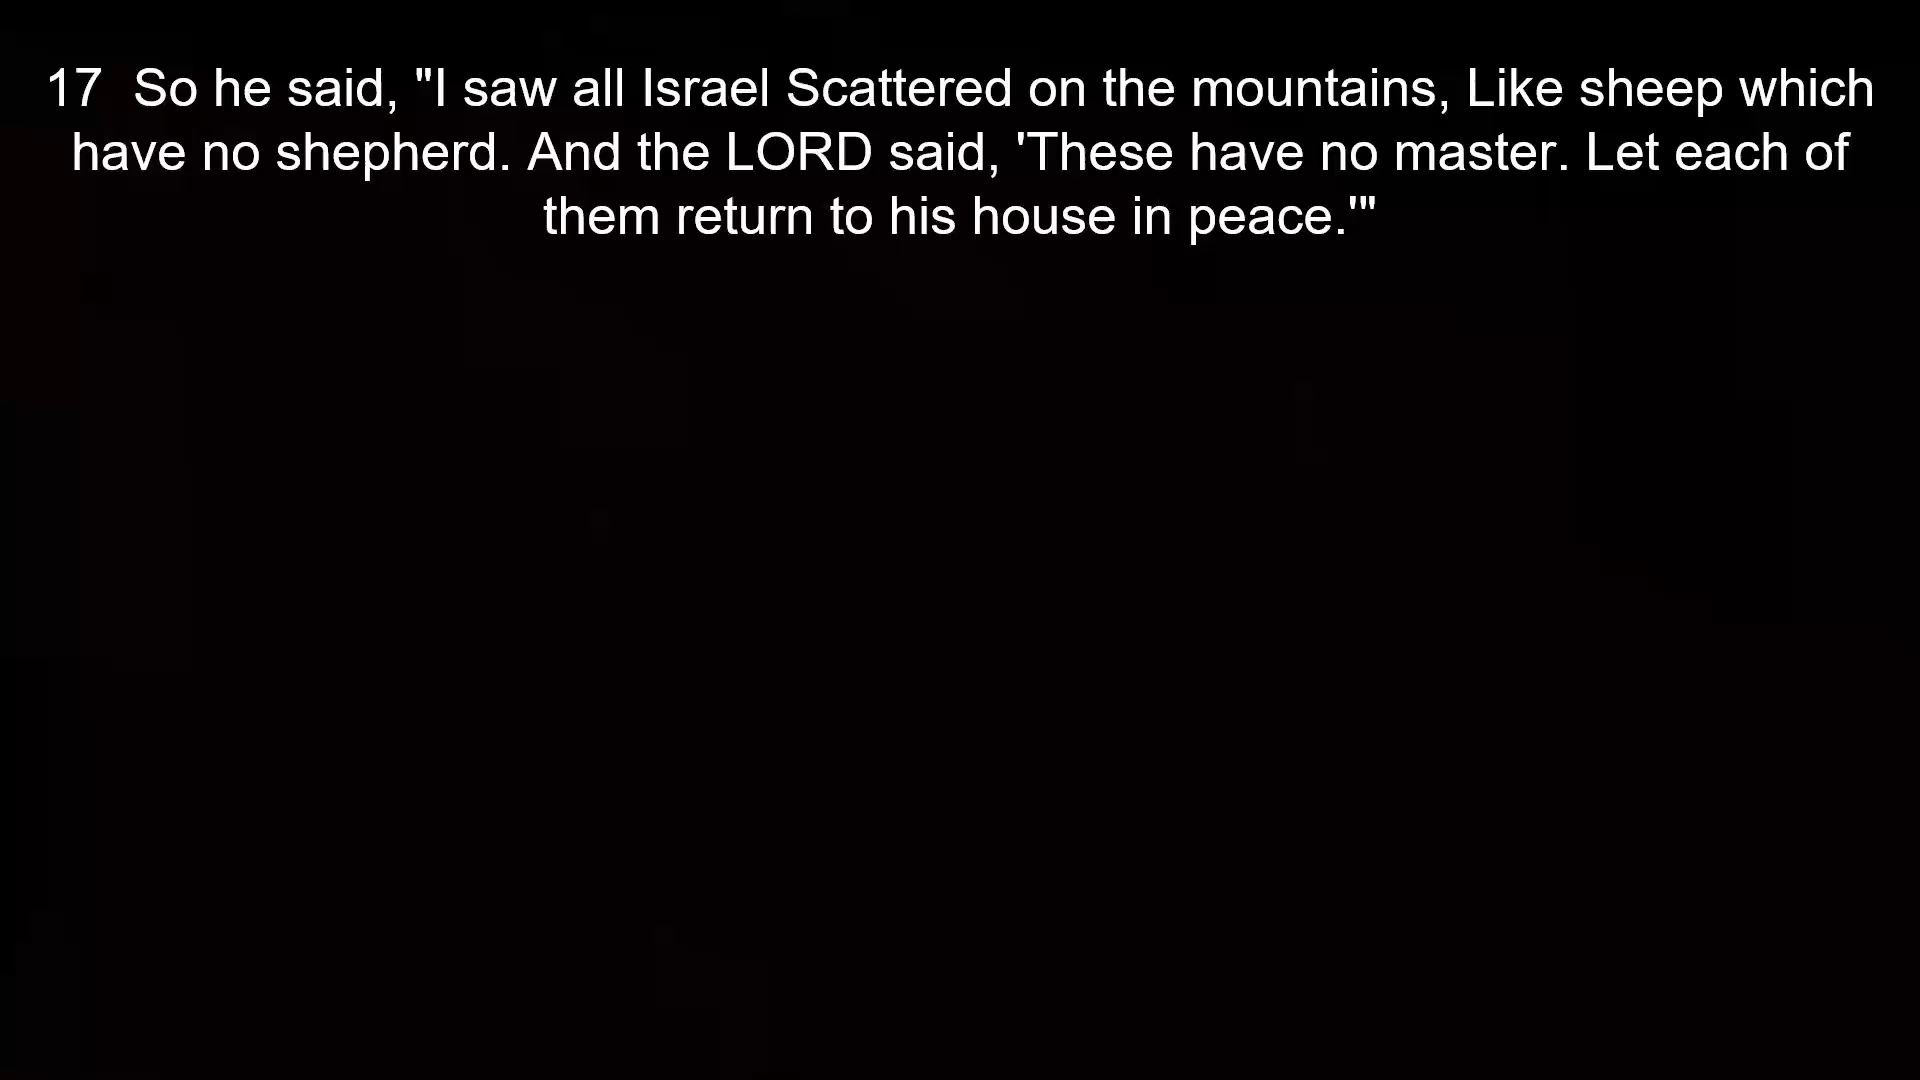 17  So he said, "I saw all Israel Scattered on the mountains, Like sheep which
have no shepherd. And the LORD said, 'These have no master. Let each of
them return to his house in peace.'"